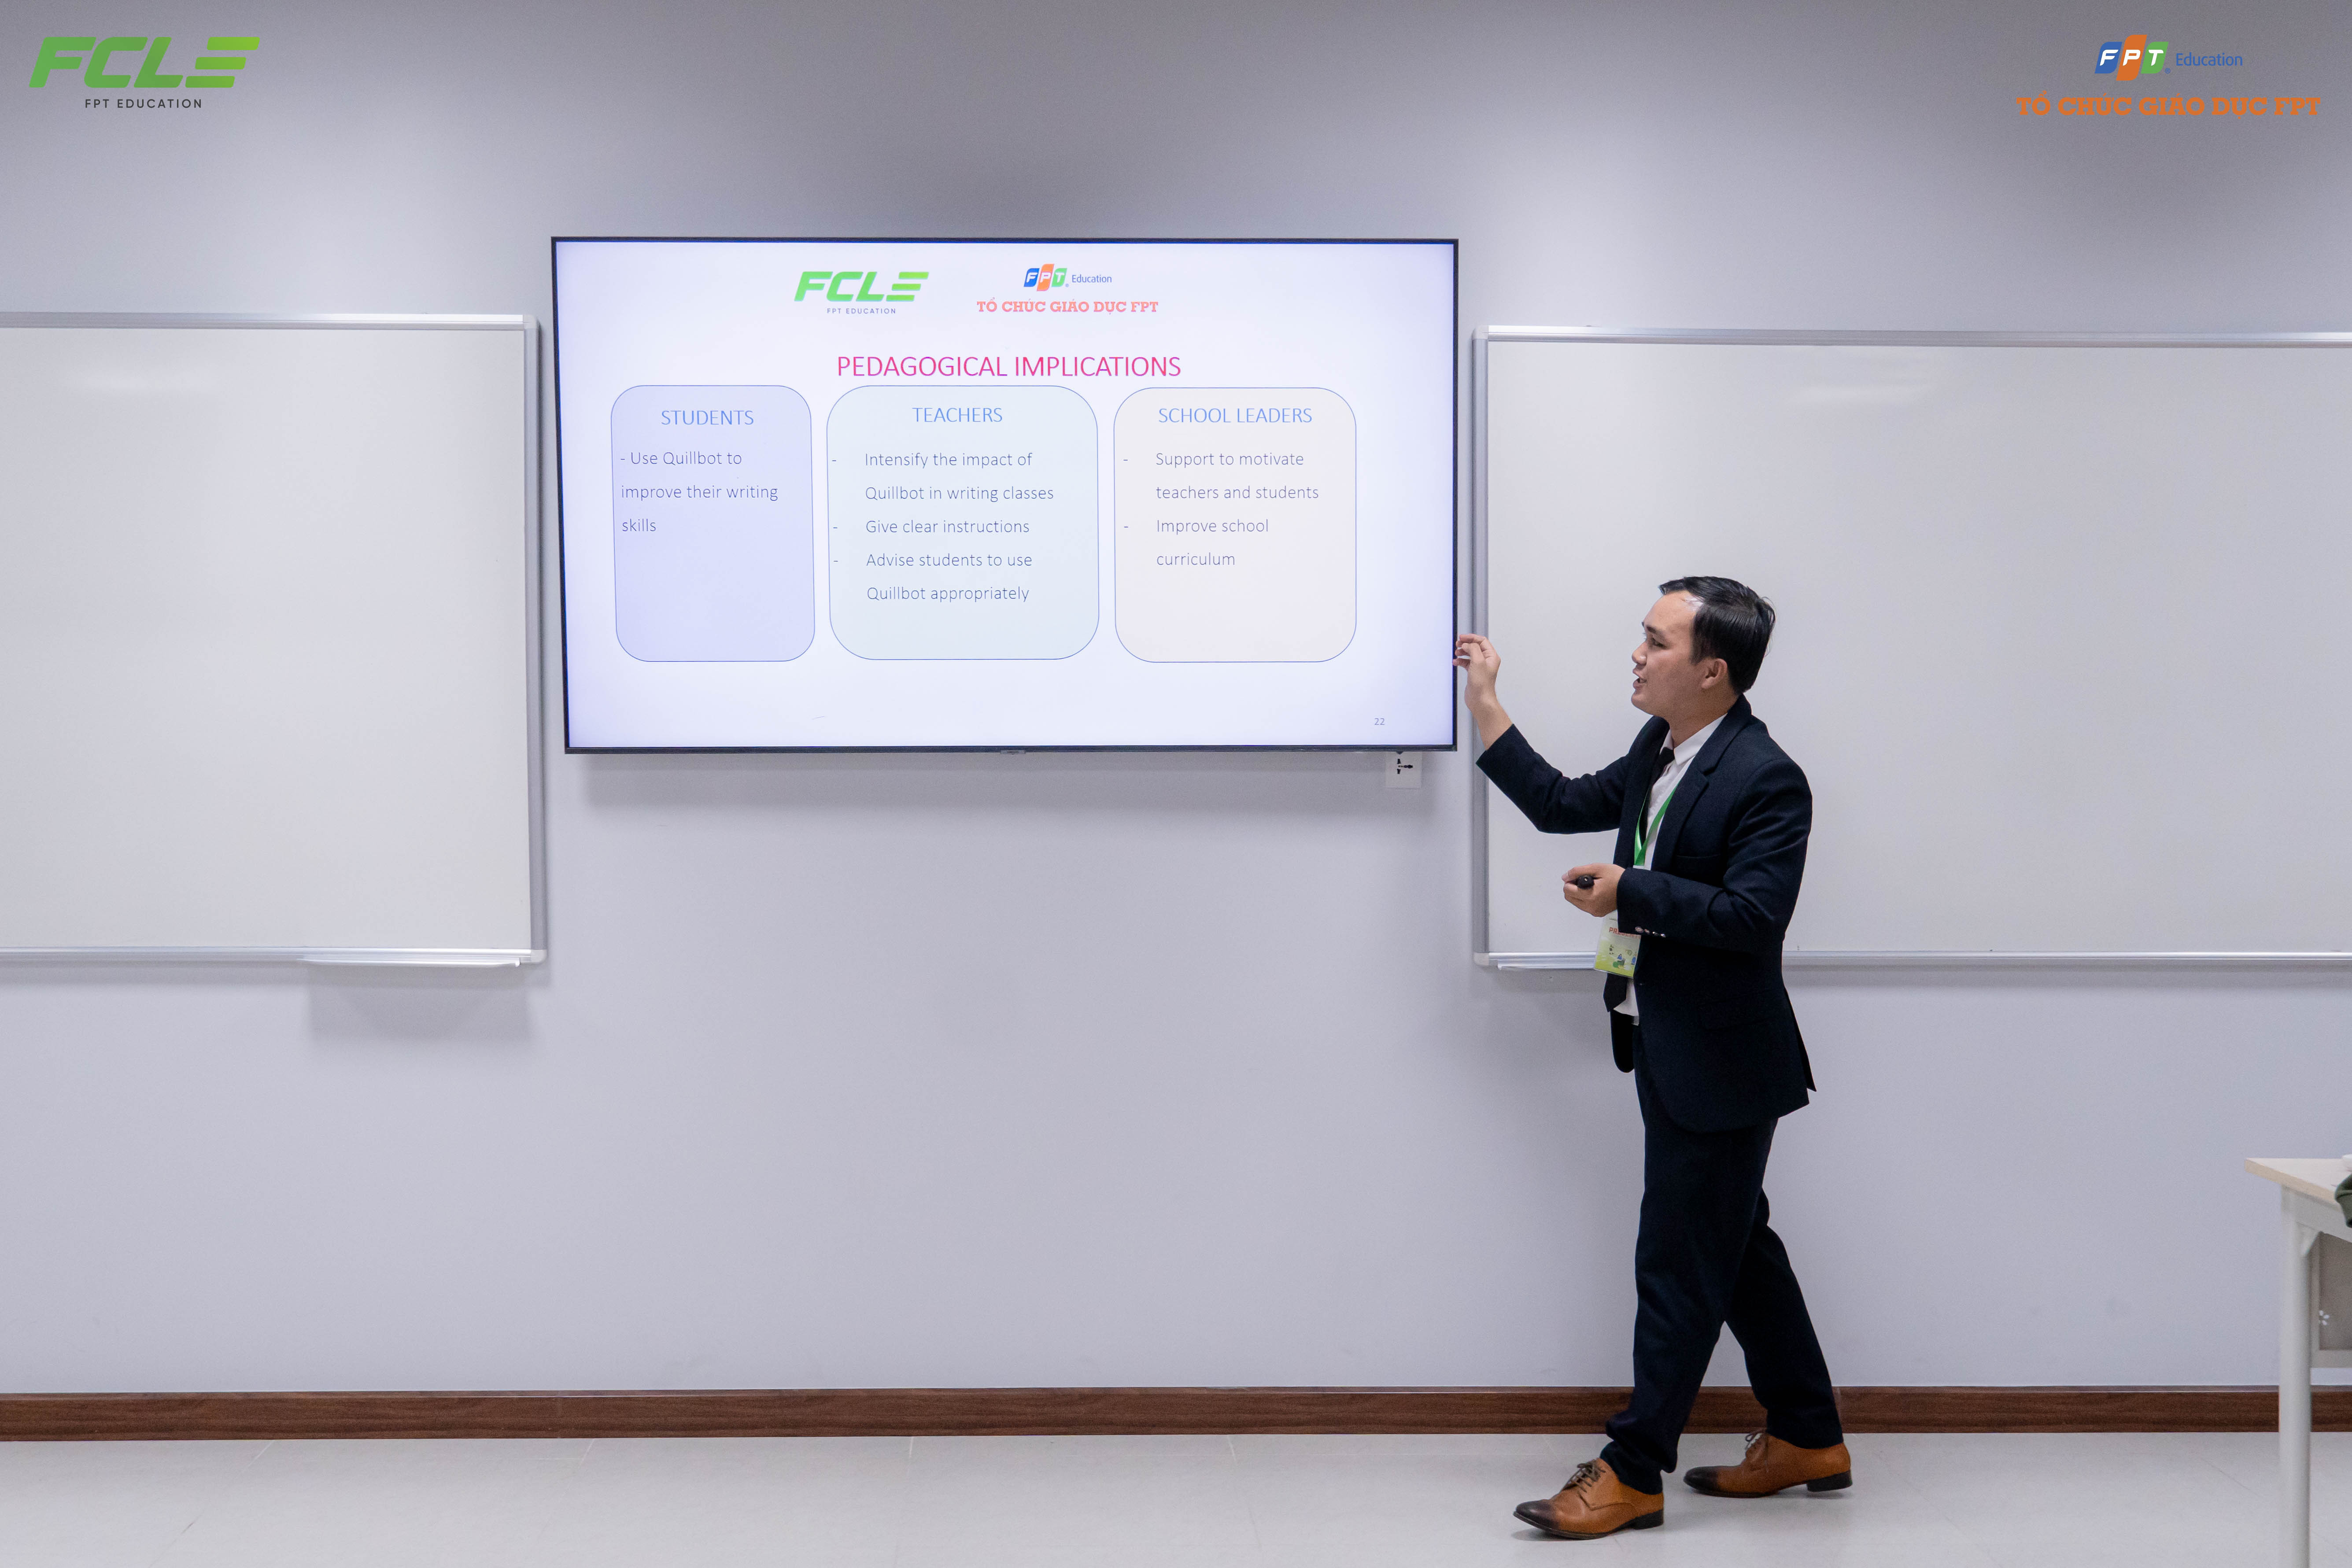 FCLE
FPT EDUCATION
FPT Education
TỔ CHỨC GIÁO DỤC FPT
FCLE
FPT EDUCATION
FPT Education
TỔ CHỨC GIÁO DỤC FPT
PEDAGOGICAL IMPLICATIONS
STUDENTS
- Use Quillbot to
improve their writing
skills
TEACHERS
- Intensify the impact of
Quillbot in writing classes
- Give clear instructions
- Advise students to use
Quillbot appropriately
SCHOOL LEADERS
- Support to motivate
teachers and students
- Improve school
curriculum
22